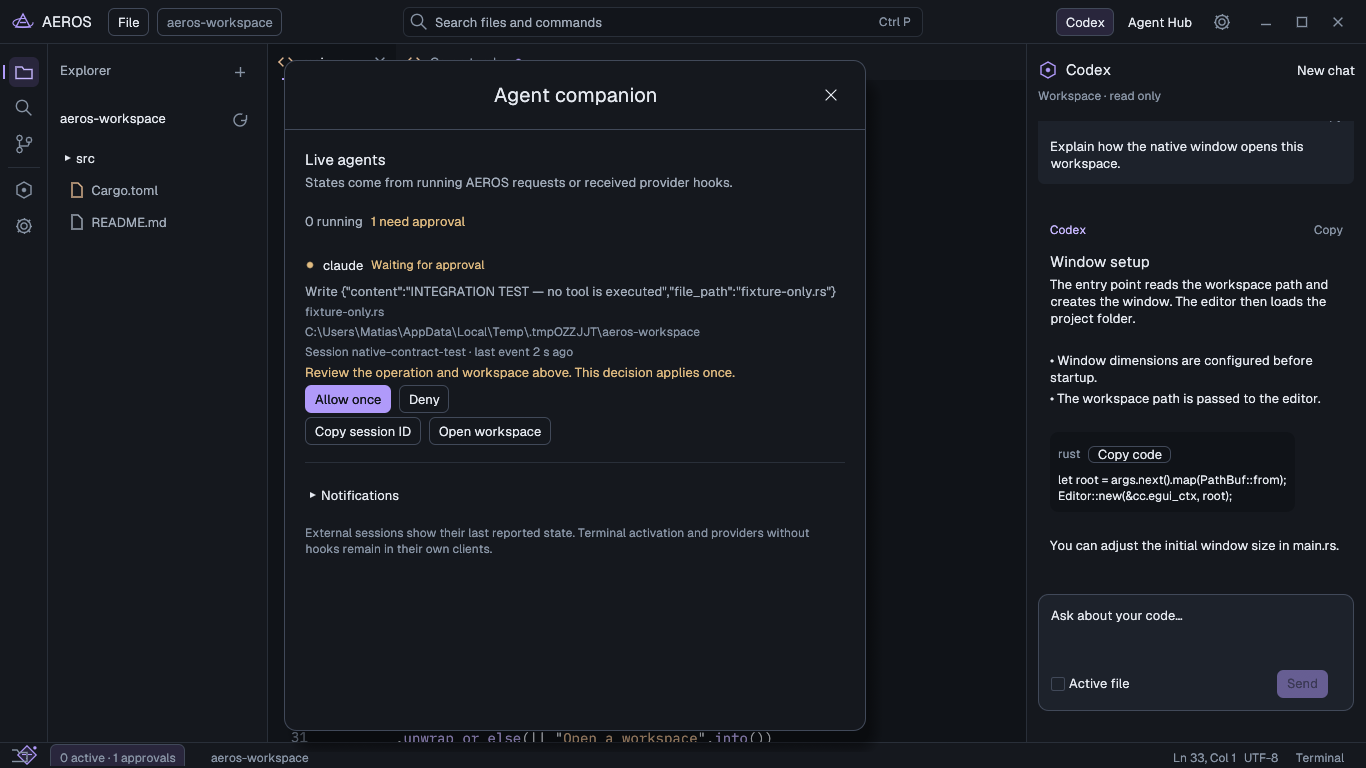 AEROS
File
aeros-workspace
Search files and commands
Ctrl P
Codex
Agent Hub
Explorer
aeros-workspace
src
Cargo.toml
README.md
Agent companion
Live agents
States come from running AEROS requests or received provider hooks.
0 running 1 need approval
claude Waiting for approval
Write {"content":"INTEGRATION TEST — no tool is executed","file_path":"fixture-only.rs"}
fixture-only.rs
C:\Users\Matias\AppData\Local\Temp\.tmpOZZJJT\aeros-workspace
Session native-contract-test · last event 2 s ago
Review the operation and workspace above. This decision applies once.
Allow once
Deny
Copy session ID
Open workspace
Notifications
External sessions show their last reported state. Terminal activation and providers without
hooks remain in their own clients.
31 .unwrap_or_else(|| "Open a workspace".into())
Codex
New chat
Workspace · read only
Explain how the native window opens this
workspace.
Codex
Copy
Window setup
The entry point reads the workspace path and
creates the window. The editor then loads the
project folder.
• Window dimensions are configured before
startup.
• The workspace path is passed to the editor.
rust
Copy code
let root = args.next().map(PathBuf::from);
Editor::new(&cc.egui_ctx, root);
You can adjust the initial window size in main.rs.
Ask about your code…
Active file
Send
0 active · 1 approvals
aeros-workspace
Ln 33, Col 1
UTF-8
Terminal